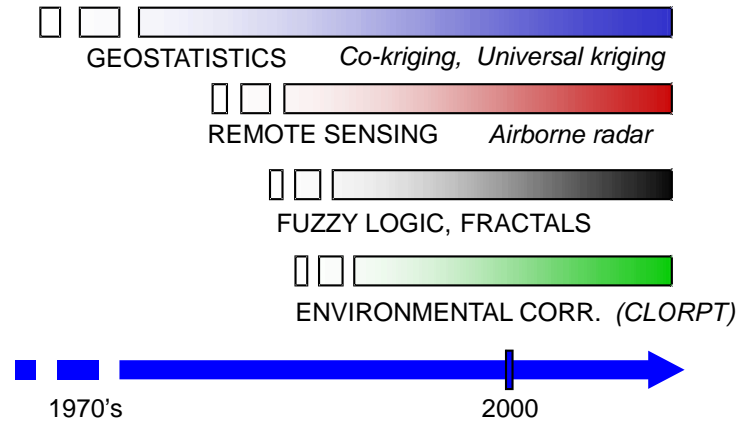 GEOSTATISTICS Co-kriging, Universal kriging
REMOTE SENSING Airborne radar
FUZZY LOGIC, FRACTALS
ENVIRONMENTAL CORR. (CLORPT)
1970's 2000